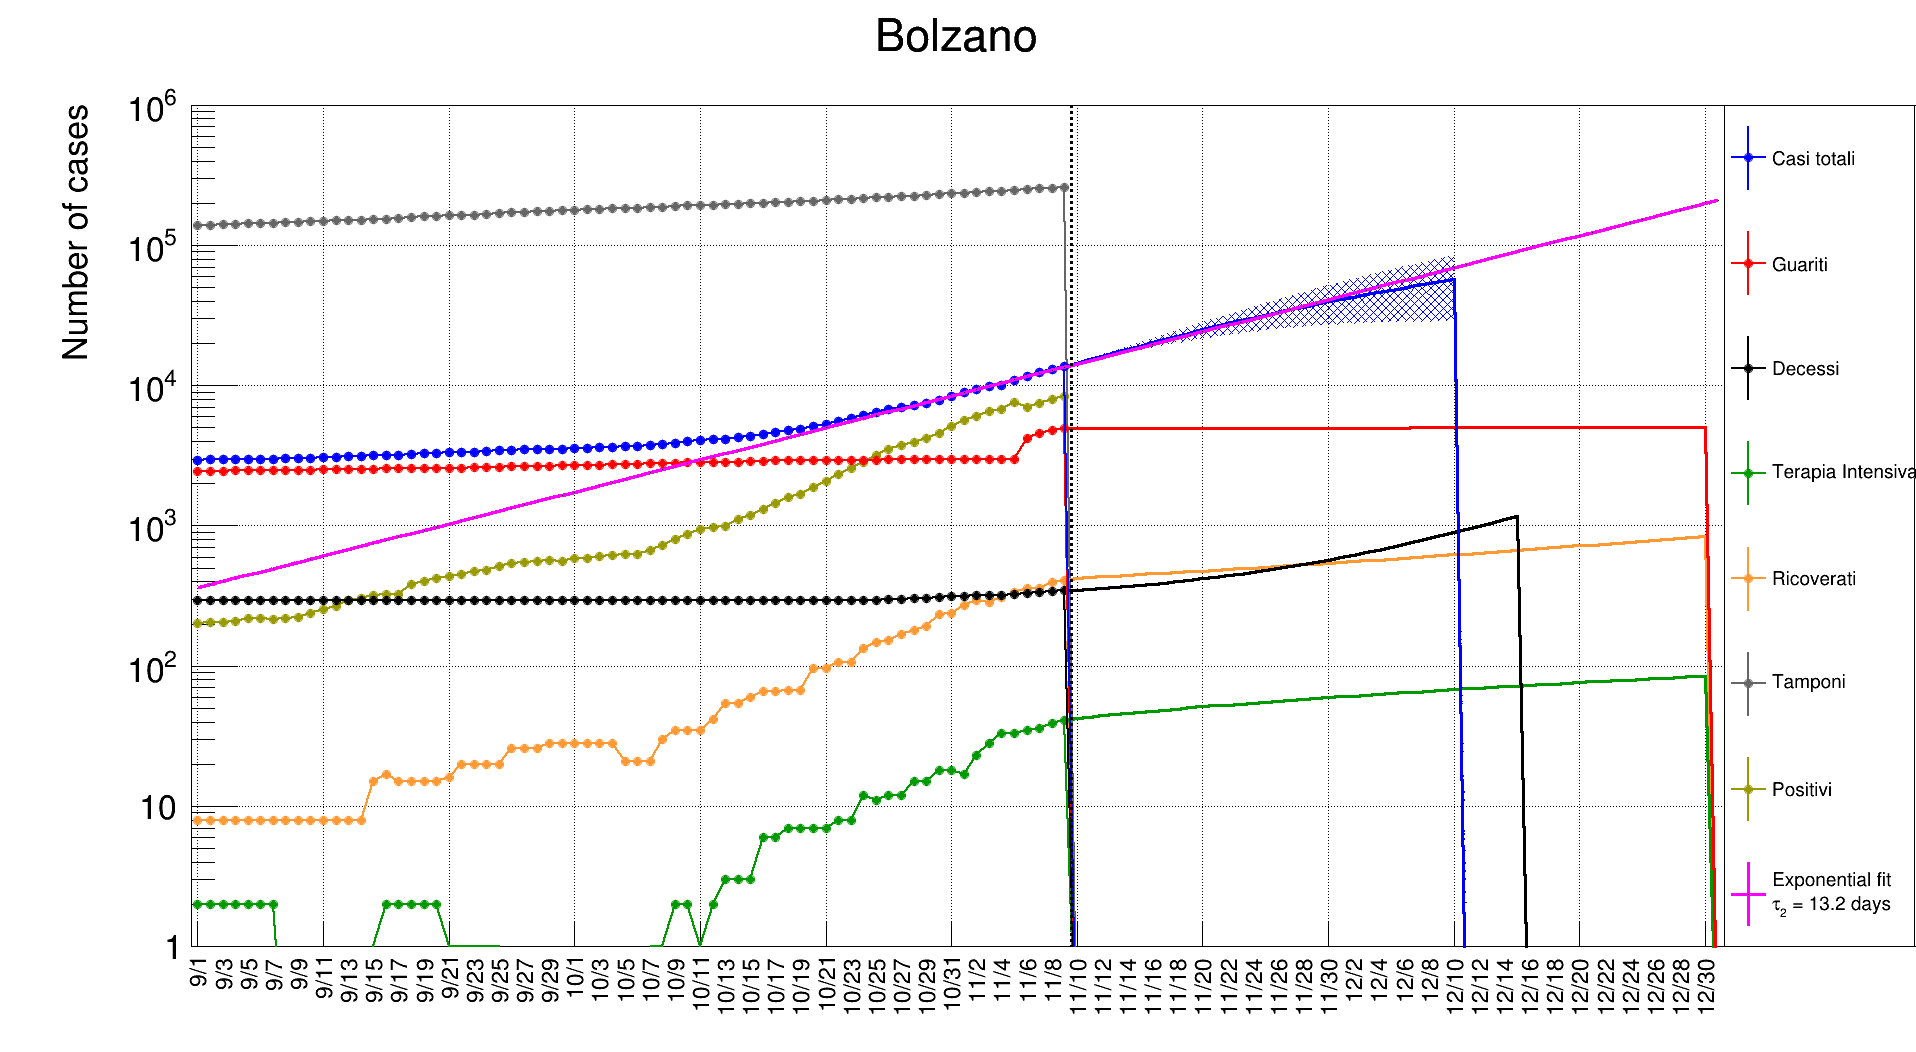 Bolzano
Number of cases
10^6
10^5
10^4
10^3
10^2
10
1
9/1 9/3 9/5 9/7 9/9 9/11 9/13 9/15 9/17 9/19 9/21 9/23 9/25 9/27 9/29 10/1 10/3 10/5 10/7 10/9 10/11 10/13 10/15 10/17 10/19 10/21 10/23 10/25 10/27 10/29 10/31 11/2 11/4 11/6 11/8 11/10 11/12 11/14 11/16 11/18 11/20 11/22 11/24 11/26 11/28 11/30 12/2 12/4 12/6 12/8 12/10 12/12 12/14 12/16 12/18 12/20 12/22 12/24 12/26 12/28 12/30
Casi totali
Guariti
Decessi
Terapia Intensiva
Ricoverati
Tamponi
Positivi
Exponential fit
τ₂ = 13.2 days